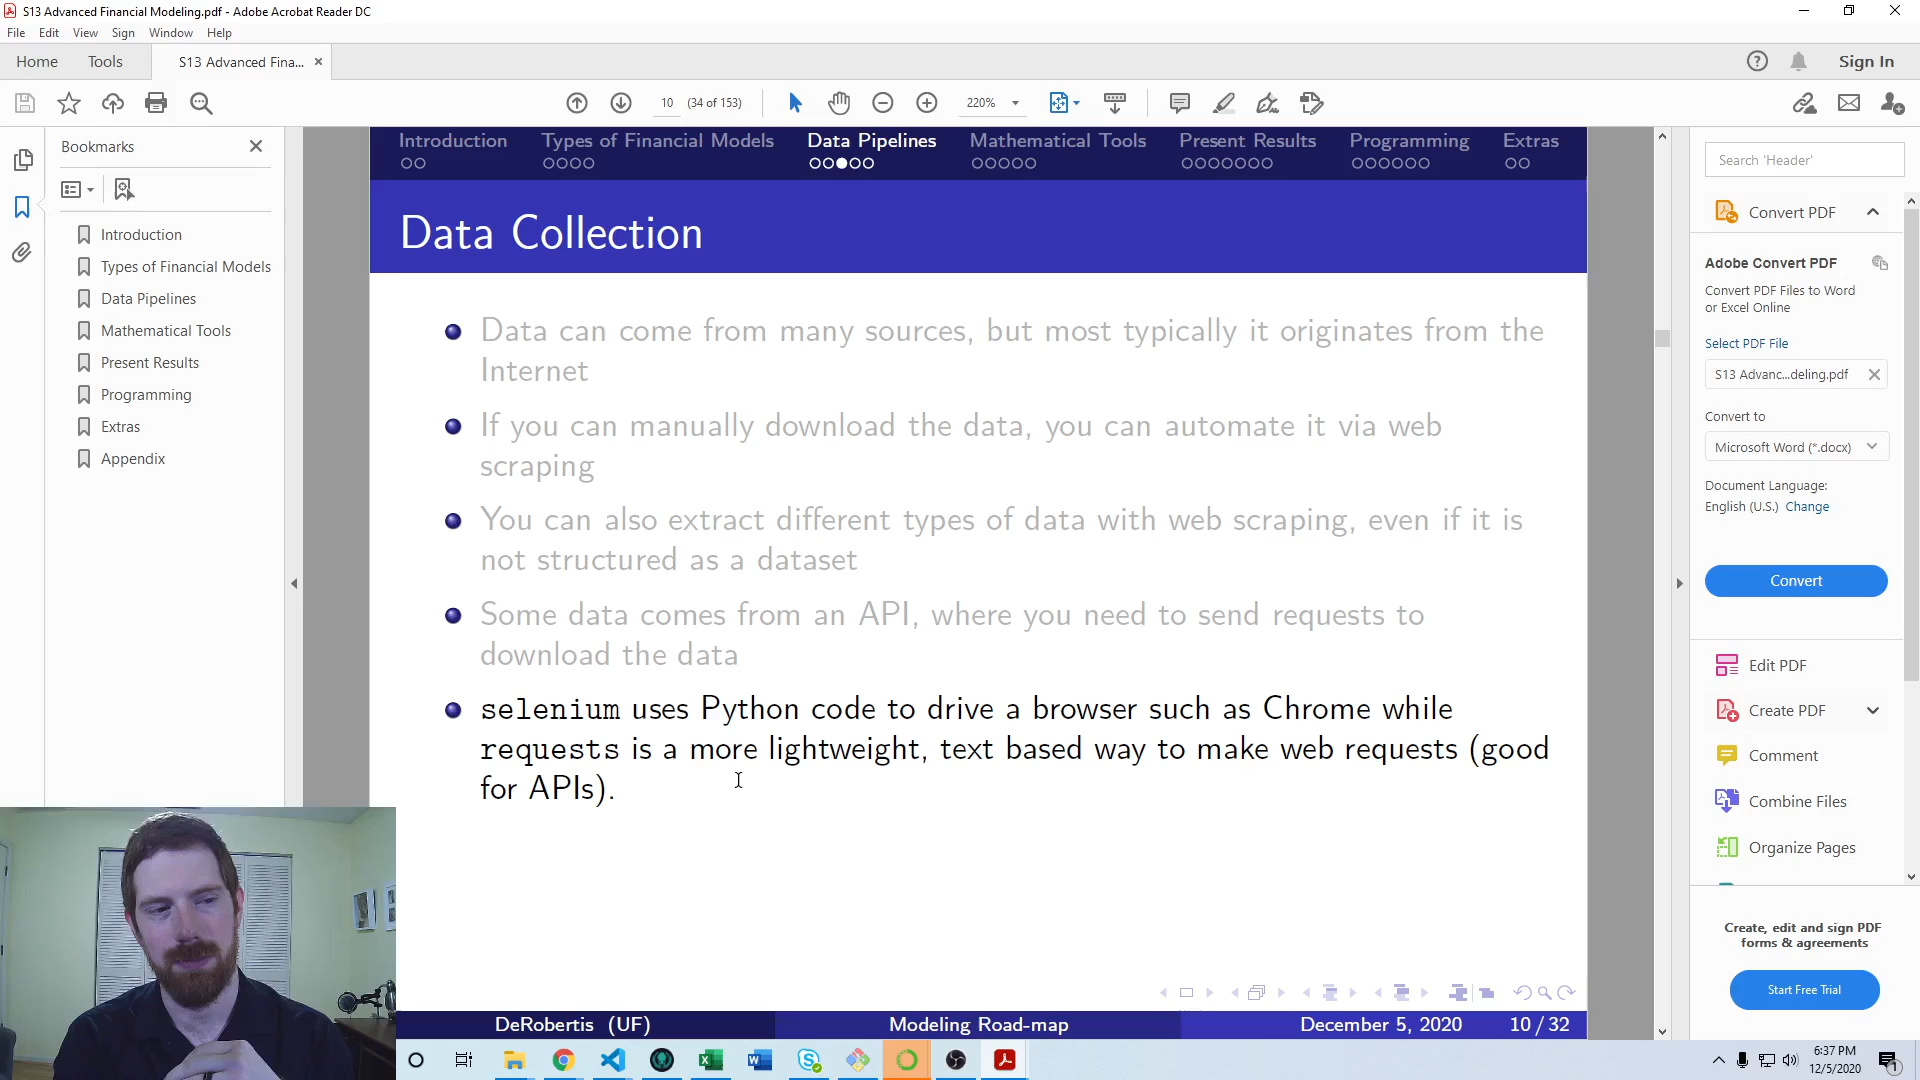 S13 Advanced Financial Modeling.pdf - Adobe Acrobat Reader DC
File Edit View Sign Window Help
Home Tools S13 Advanced Fina... Sign In
10 (34 of 153) 220%
Bookmarks
Introduction
Types of Financial Models
Data Pipelines
Mathematical Tools
Present Results
Programming
Extras
Appendix
Introduction Types of Financial Models Data Pipelines Mathematical Tools Present Results Programming Extras
Data Collection
Data can come from many sources, but most typically it originates from the
Internet
If you can manually download the data, you can automate it via web
scraping
You can also extract different types of data with web scraping, even if it is
not structured as a dataset
Some data comes from an API, where you need to send requests to
download the data
selenium uses Python code to drive a browser such as Chrome while
requests is a more lightweight, text based way to make web requests (good
for APIs).
DeRobertis (UF) Modeling Road-map December 5, 2020 10 / 32
Search 'Header'
Convert PDF
Adobe Convert PDF
Convert PDF Files to Word
or Excel Online
Select PDF File
S13 Advanc...deling.pdf
Convert to
Microsoft Word (*.docx)
Document Language:
English (U.S.) Change
Convert
Edit PDF
Create PDF
Comment
Combine Files
Organize Pages
Create, edit and sign PDF
forms & agreements
Start Free Trial
6:37 PM
12/5/2020
1